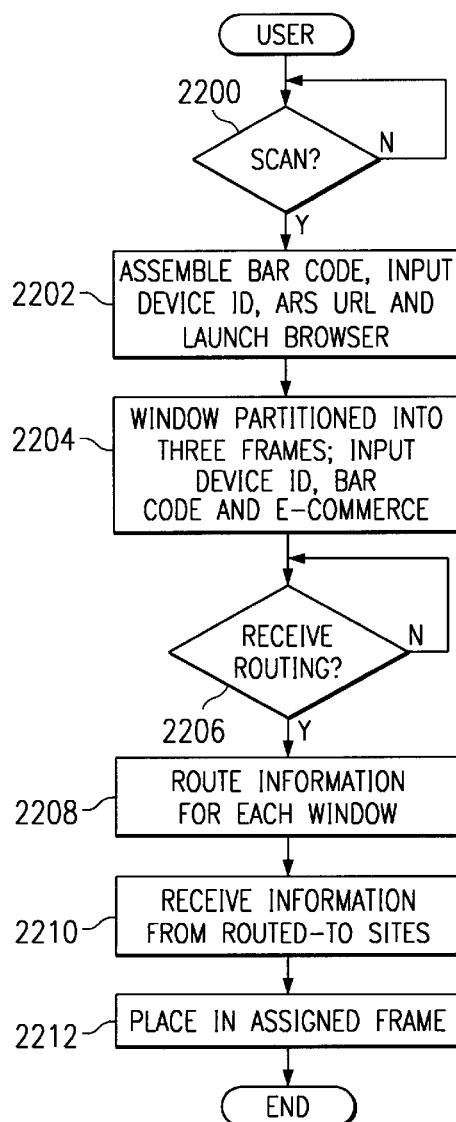 USER
2200
SCAN?
N
Y
2202
ASSEMBLE BAR CODE, INPUT
DEVICE ID, ARS URL AND
LAUNCH BROWSER
2204
WINDOW PARTITIONED INTO
THREE FRAMES; INPUT
DEVICE ID, BAR
CODE AND E-COMMERCE
RECEIVE
ROUTING?
N
2206
Y
2208
ROUTE INFORMATION
FOR EACH WINDOW
2210
RECEIVE INFORMATION
FROM ROUTED-TO SITES
2212
PLACE IN ASSIGNED FRAME
END